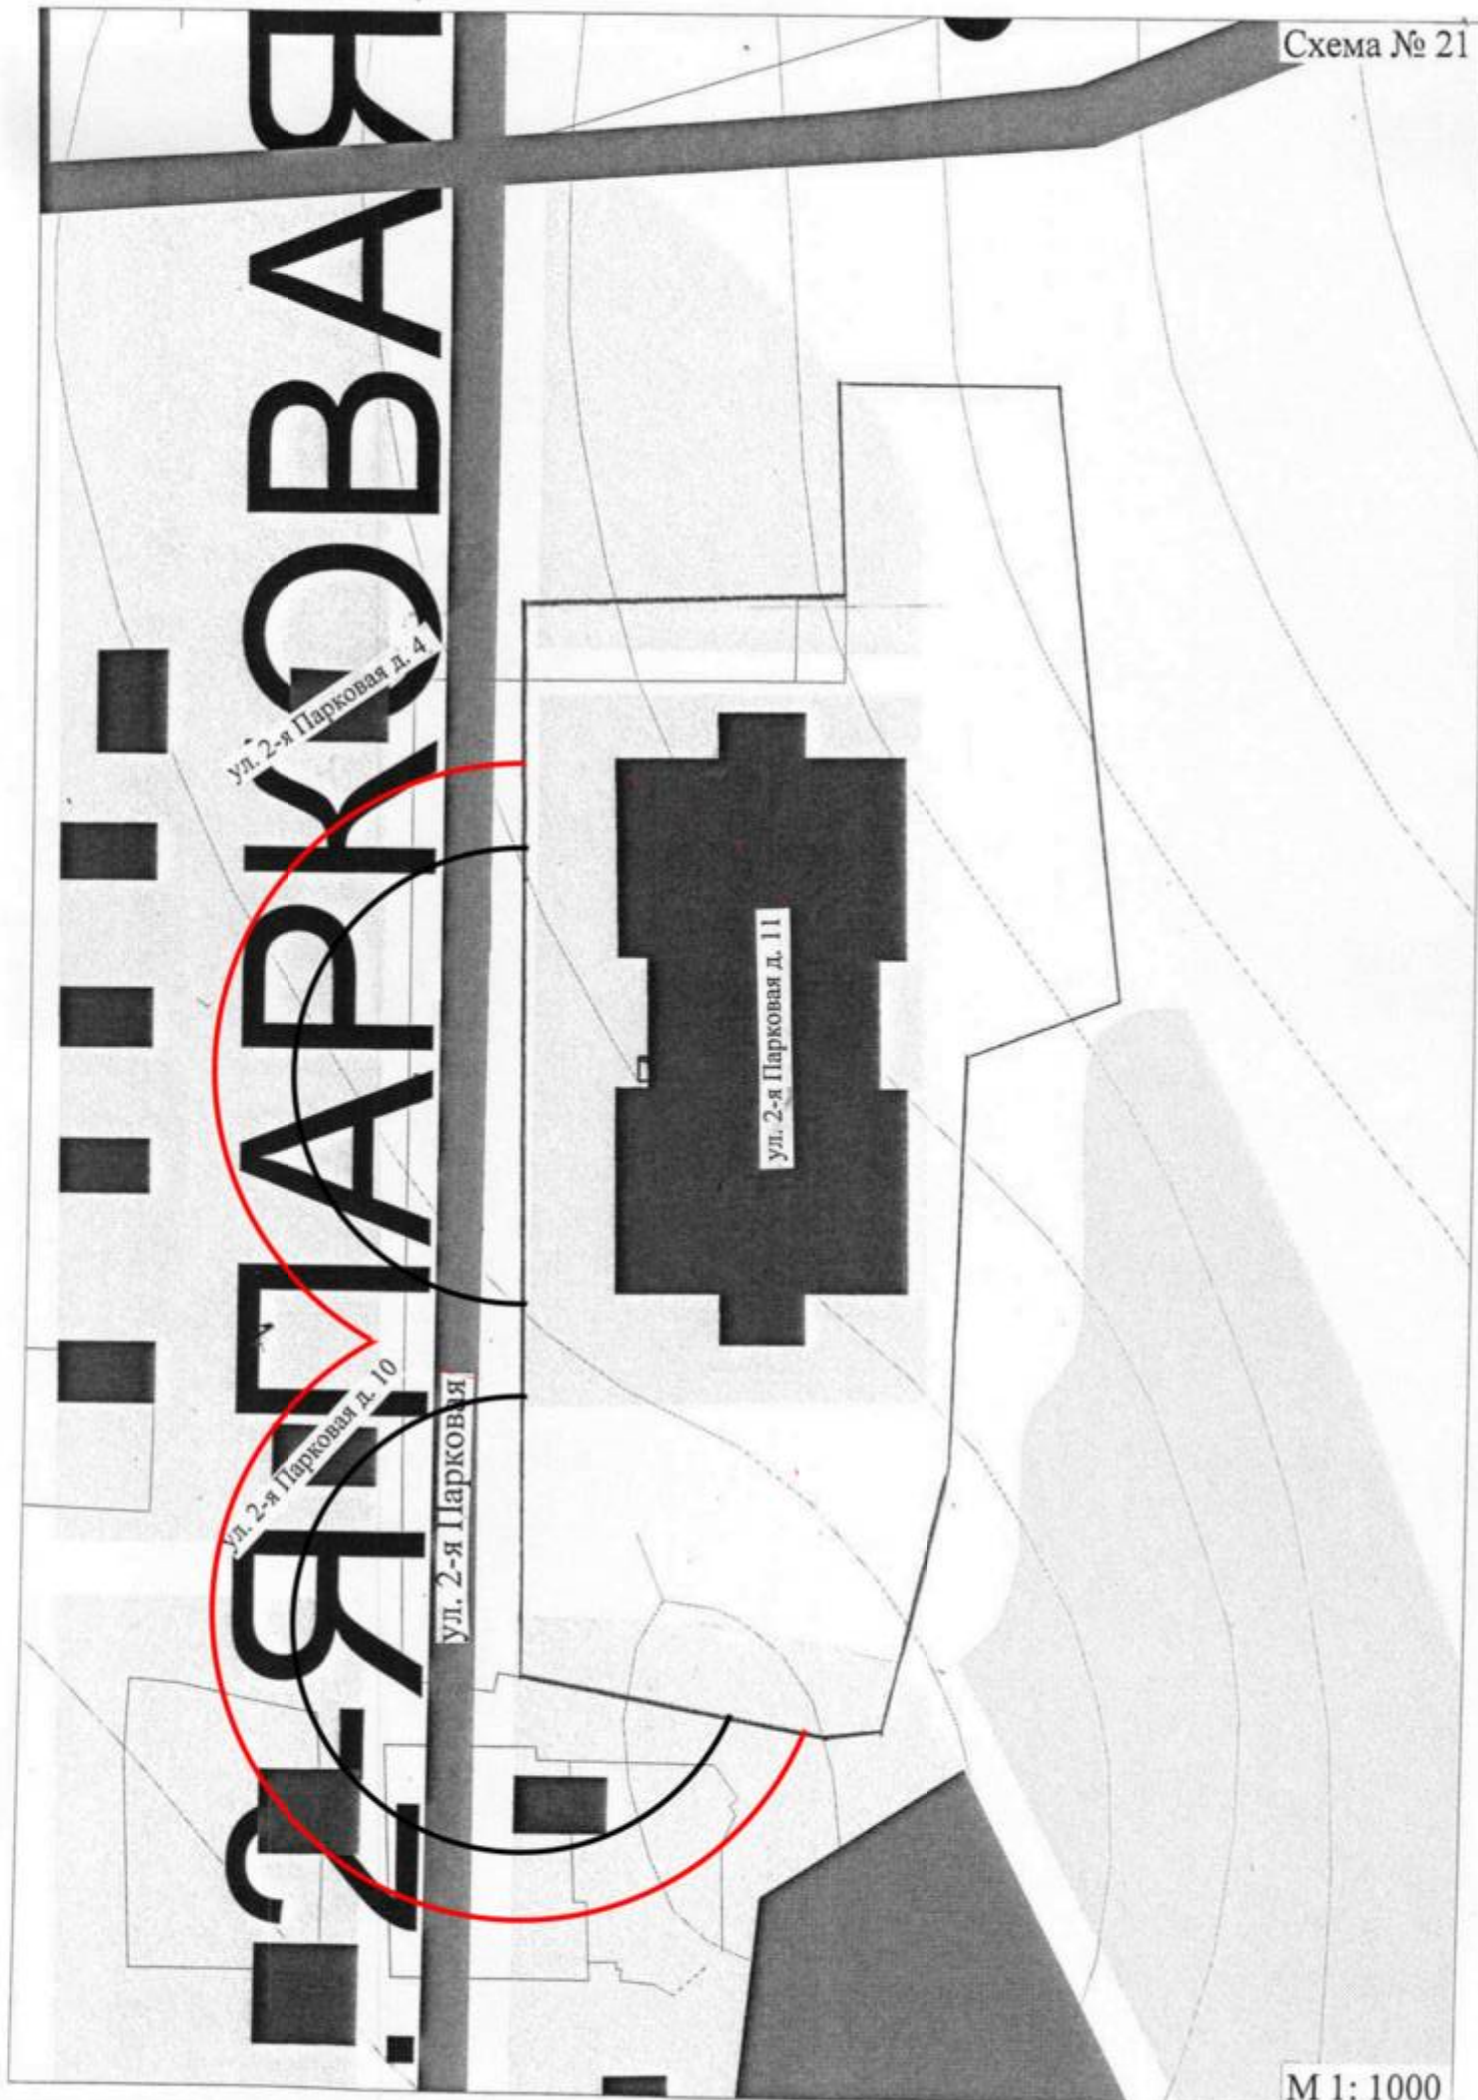 Схема № 21
2-Я ПАРКОВАЯ
ул. 2-я Парковая д. 4
ул. 2-я Парковая д. 11
ул. 2-я Парковая д. 10
ул. 2-я Парковая
М 1: 1000